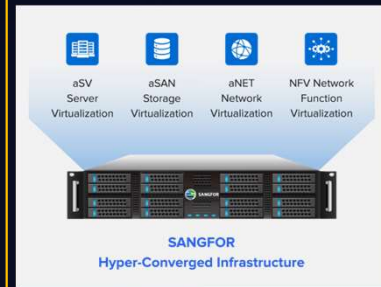 aSV
Server
Virtualization
aSAN
Storage
Virtualization
aNET
Network
Virtualization
NFV Network
Function
Virtualization
SANGFOR
SANGFOR
Hyper-Converged Infrastructure